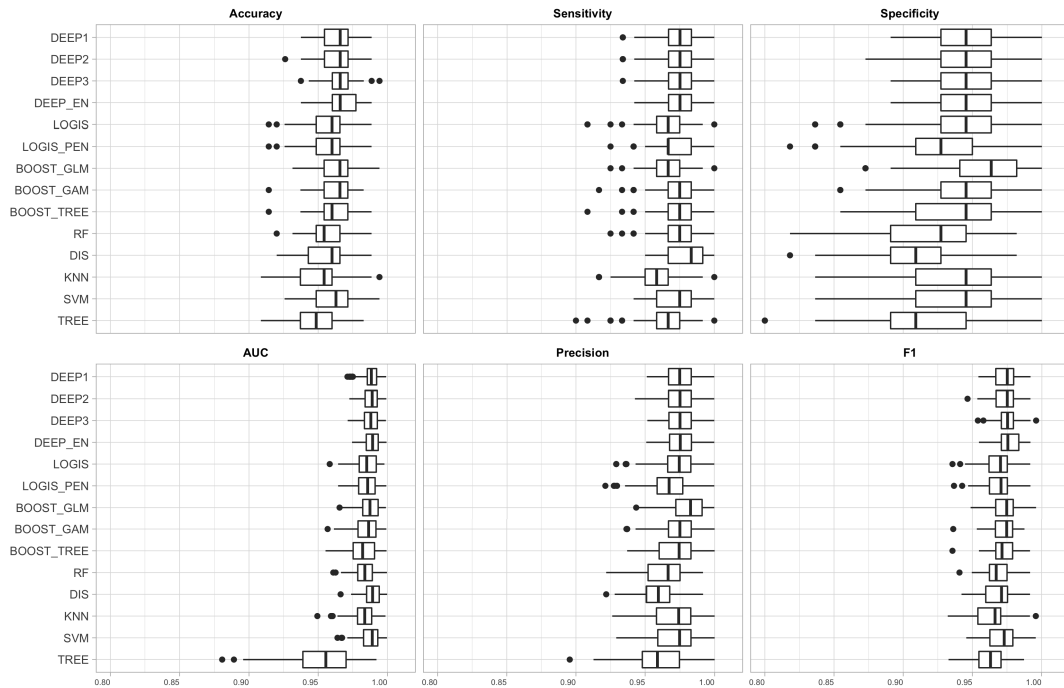 Accuracy Sensitivity Specificity
DEEP1
DEEP2
DEEP3
DEEP_EN
LOGIS
LOGIS_PEN
BOOST_GLM
BOOST_GAM
BOOST_TREE
RF
DIS
KNN
SVM
TREE
AUC Precision F1
DEEP1
DEEP2
DEEP3
DEEP_EN
LOGIS
LOGIS_PEN
BOOST_GLM
BOOST_GAM
BOOST_TREE
RF
DIS
KNN
SVM
TREE
0.80 0.85 0.90 0.95 1.00 0.80 0.85 0.90 0.95 1.00 0.80 0.85 0.90 0.95 1.00